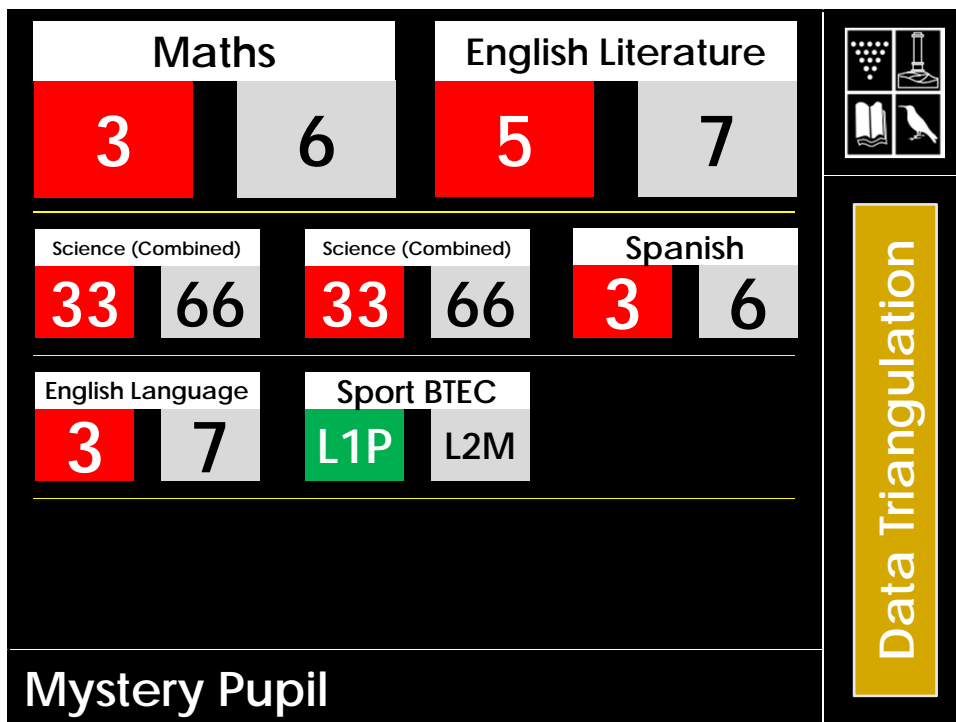 Maths English Literature
3 6 5 7
Science (Combined) Science (Combined) Spanish
33 66 33 66 3 6
English Language Sport BTEC
3 7 L1P L2M
Mystery Pupil
Data Triangulation